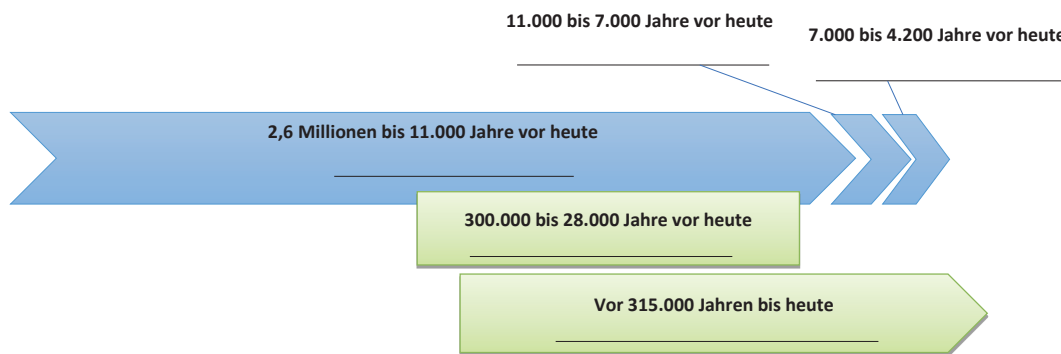 11.000 bis 7.000 Jahre vor heute
7.000 bis 4.200 Jahre vor heute
2,6 Millionen bis 11.000 Jahre vor heute
300.000 bis 28.000 Jahre vor heute
Vor 315.000 Jahren bis heute